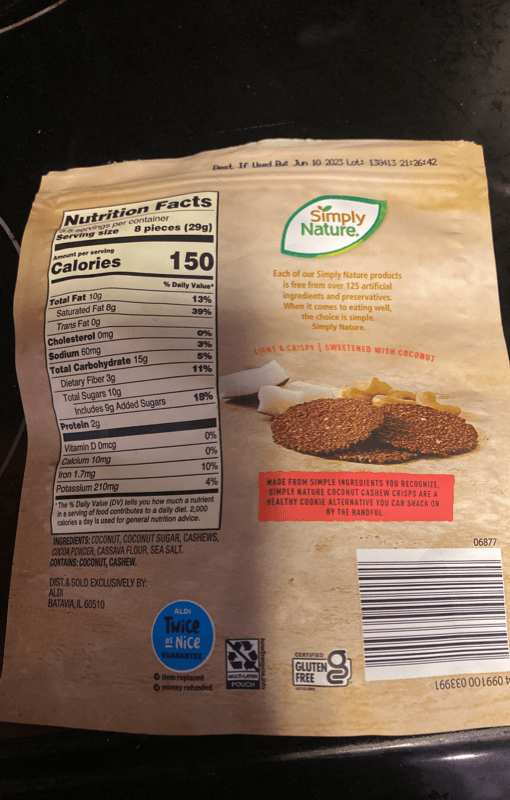 Best If Used By: Jun 10 2023 Lot: 139413 21:26:42
Nutrition Facts
servings per container
Serving size 8 pieces (29g)
Amount per serving
Calories 150
% Daily Value*
Total Fat 10g 13%
Saturated Fat 8g 39%
Trans Fat 0g
Cholesterol 0mg 0%
Sodium 60mg 3%
Total Carbohydrate 15g 5%
Dietary Fiber 3g 11%
Total Sugars 10g
Includes 9g Added Sugars 18%
Protein 2g
Vitamin D 0mcg 0%
Calcium 10mg 0%
Iron 1.7mg 10%
Potassium 210mg 4%
*The % Daily Value (DV) tells you how much a nutrient
in a serving of food contributes to a daily diet. 2,000
calories a day is used for general nutrition advice.
INGREDIENTS: COCONUT, COCONUT SUGAR, CASHEWS,
COCOA POWDER, CASSAVA FLOUR, SEA SALT.
CONTAINS: COCONUT, CASHEW.
DIST. & SOLD EXCLUSIVELY BY:
ALDI
BATAVIA, IL 60510
ALDI
Twice
as Nice
GUARANTEE
item replaced
money refunded
MULTI-LAYER
POUCH
Simply
Nature.
Each of our Simply Nature products
is free from over 125 artificial
ingredients and preservatives.
When it comes to eating well,
the choice is simple.
Simply Nature.
LIGHT & CRISPY | SWEETENED WITH COCONUT
MADE FROM SIMPLE INGREDIENTS YOU RECOGNIZE,
SIMPLY NATURE COCONUT CASHEW CRISPS ARE A
HEALTHY COOKIE ALTERNATIVE YOU CAN SNACK ON
BY THE HANDFUL.
06877
CERTIFIED
GLUTEN
FREE
4 099100 033991